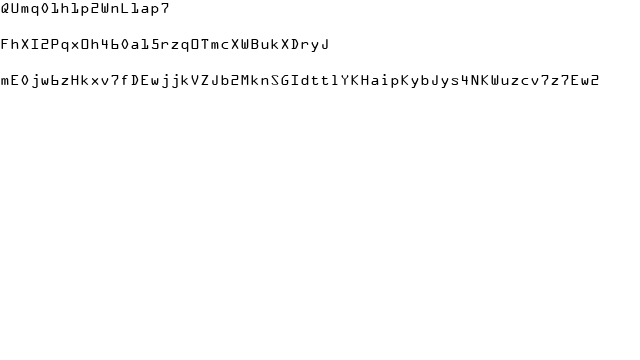 QUmq01h1p2WnL1ap7
FhXI2PqxOh460a15rzqOTmcXWBukXDryJ
mE0jw6zHkxv7fDEwjjkVZJb2MknSGIdttlYKHaipKybJys4NKWuzcv7z7Ew2